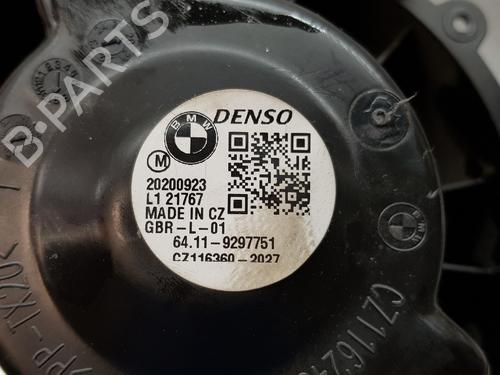 B-PARTS
DENSO
BMW
M
20200923
L1 21767
MADE IN CZ
GBR-L-01
64.11-9297751
CZ116360-2027